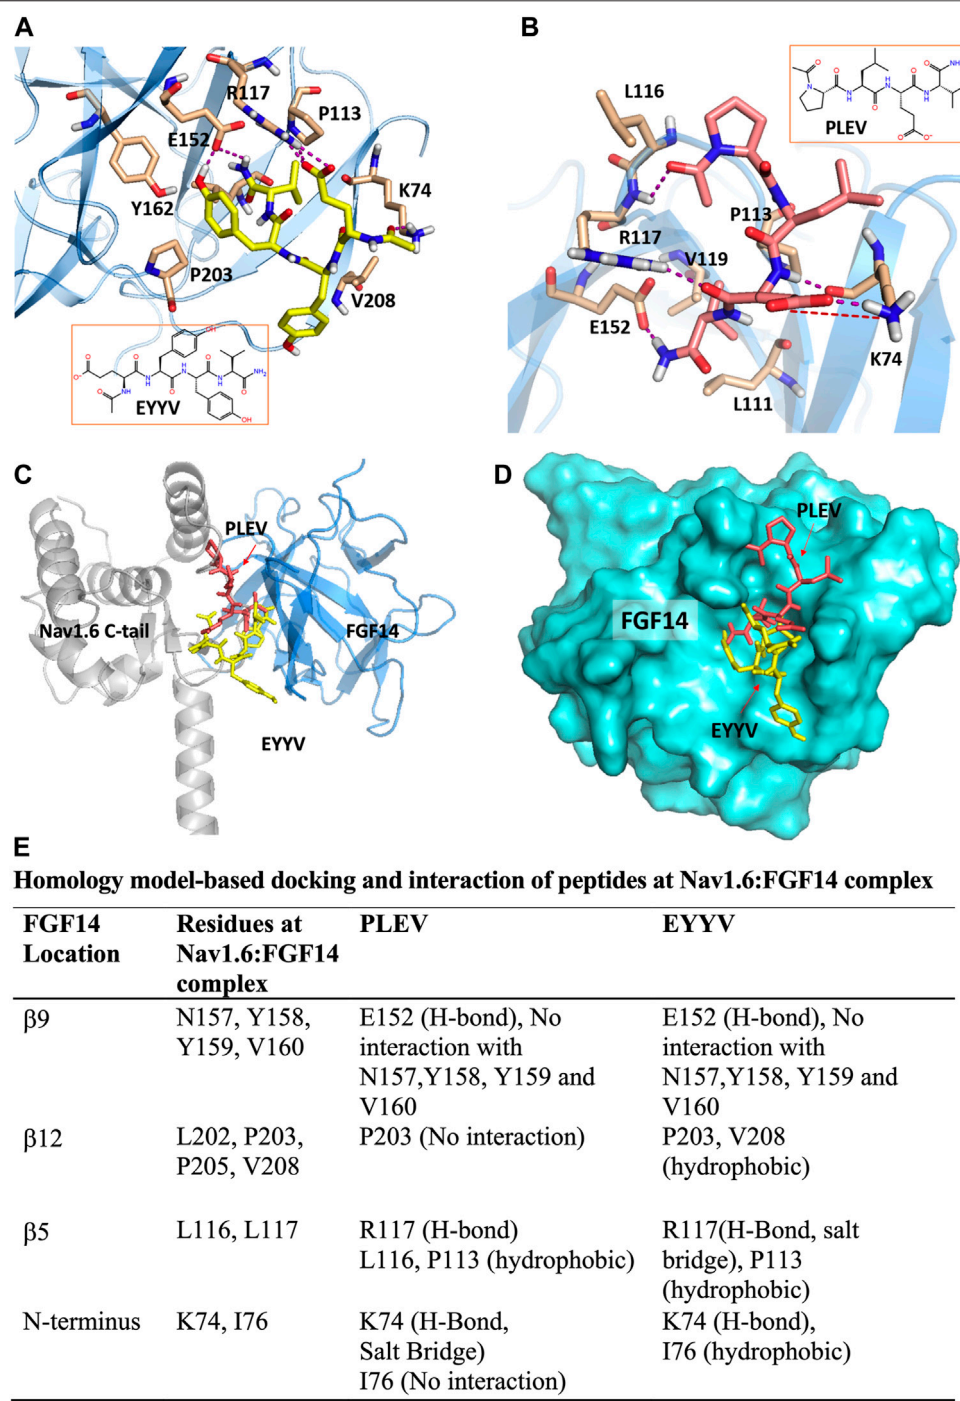 A
R117
P113
E152
K74
Y162
P203
V208
EYYV
B
L116
PLEV
P113
R117
V119
E152
K74
L111
C
PLEV
Nav1.6 C-tail
FGF14
EYYV
D
PLEV
FGF14
EYYV
E
Homology model-based docking and interaction of peptides at Nav1.6:FGF14 complex
FGF14 Residues at PLEV EYYV
Location Nav1.6:FGF14
complex
β9 N157, Y158, E152 (H-bond), No E152 (H-bond), No
Y159, V160 interaction with interaction with
N157,Y158, Y159 and N157,Y158, Y159 and
V160 V160
β12 L202, P203, P203 (No interaction) P203, V208
P205, V208 (hydrophobic)
β5 L116, L117 R117 (H-bond) R117(H-Bond, salt
L116, P113 (hydrophobic) bridge), P113
(hydrophobic)
N-terminus K74, I76 K74 (H-Bond, K74 (H-bond),
Salt Bridge) I76 (hydrophobic)
I76 (No interaction)